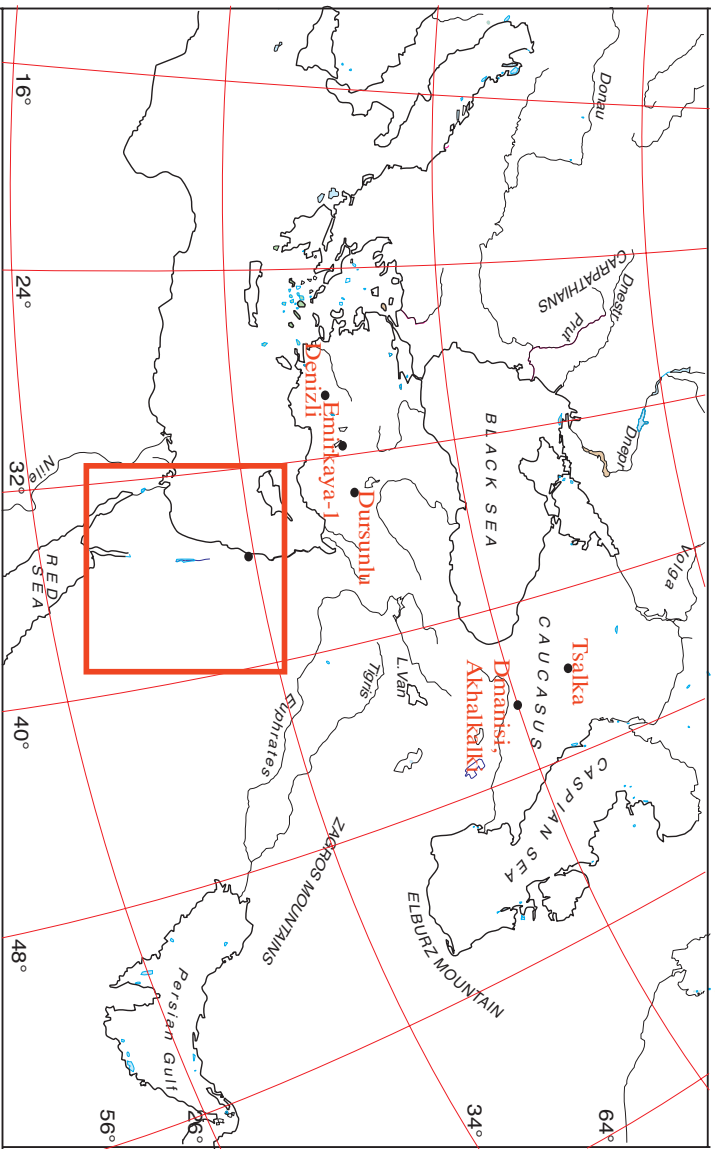 Donau
CARPATHIANS
Dnestr
Prut
Dnepr
Volga
64°
BLACK SEA
CAUCASUS
Tsalka
Dmanisi,
Akhalkalki
CASPIAN SEA
ELBURZ MOUNTAIN
34°
L.Van
Tigris
Euphrates
ZAGROS MOUNTAINS
Dursunlu
Emirkaya-1
Denizli
Persian Gulf
26°
56°
Nile
RED
SEA
16°
24°
32°
40°
48°